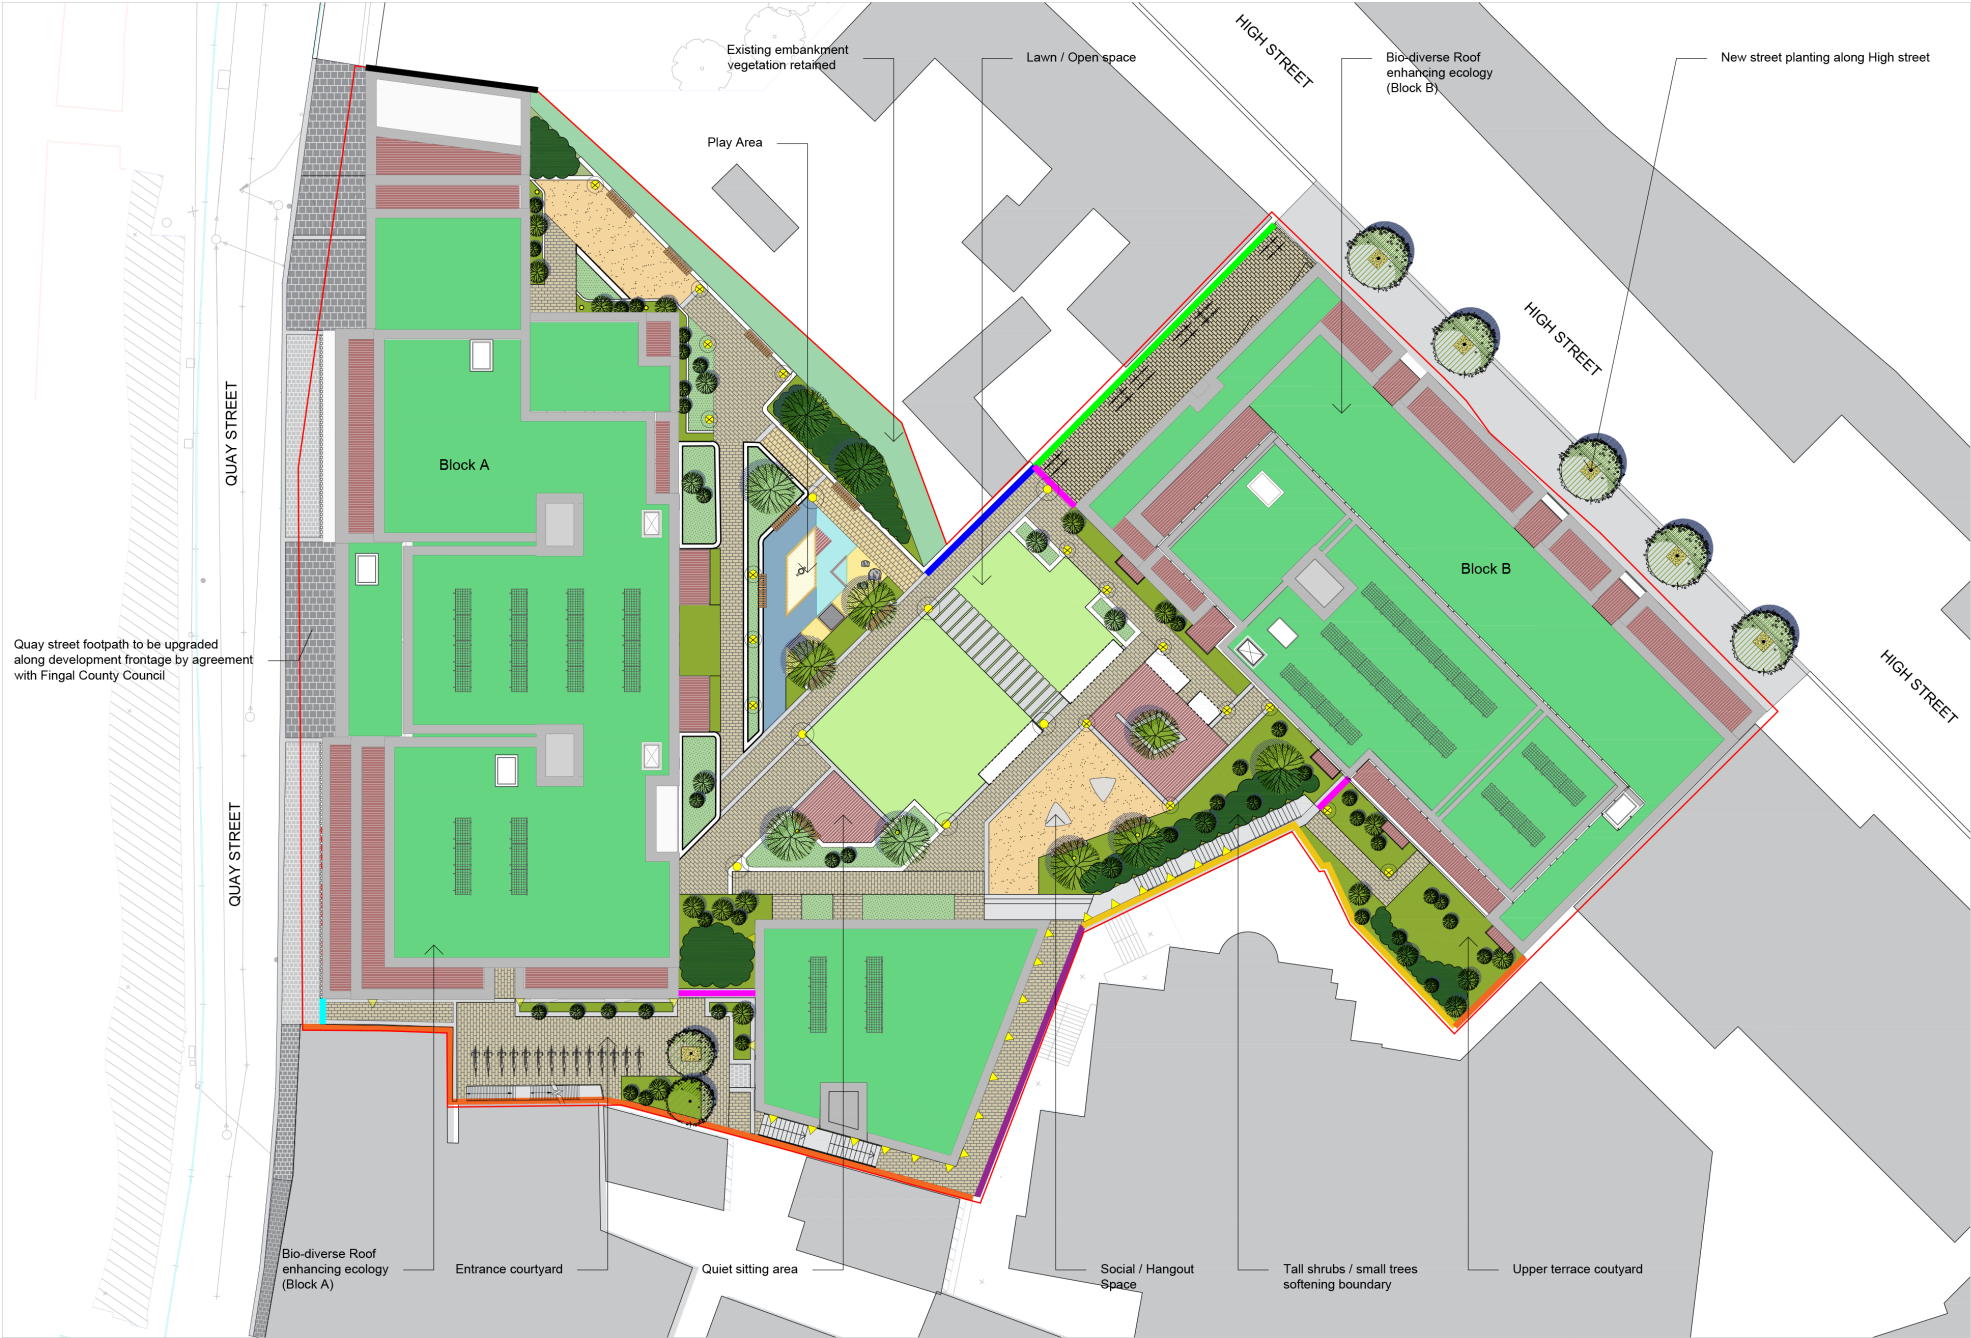 HIGH STREET
Existing embankment
vegetation retained
Lawn / Open space
Bio-diverse Roof
enhancing ecology
(Block B)
New street planting along High street
Play Area
HIGH STREET
QUAY STREET
Block A
Block B
Quay street footpath to be upgraded
along development frontage by agreement
with Fingal County Council
HIGH STREET
QUAY STREET
Bio-diverse Roof
enhancing ecology
(Block A)
Entrance courtyard
Quiet sitting area
Social / Hangout
Space
Tall shrubs / small trees
softening boundary
Upper terrace coutyard